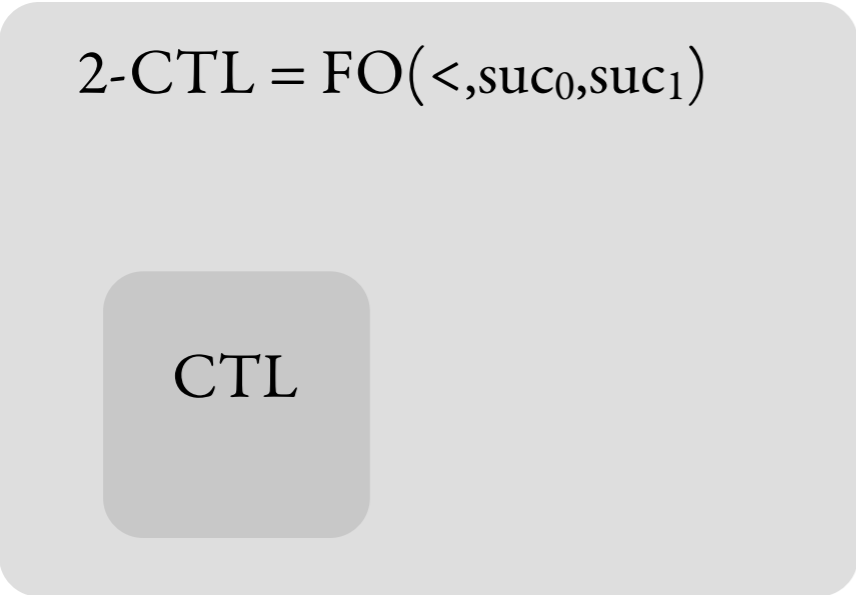 2-CTL = FO(<,suc₀,suc₁)
CTL